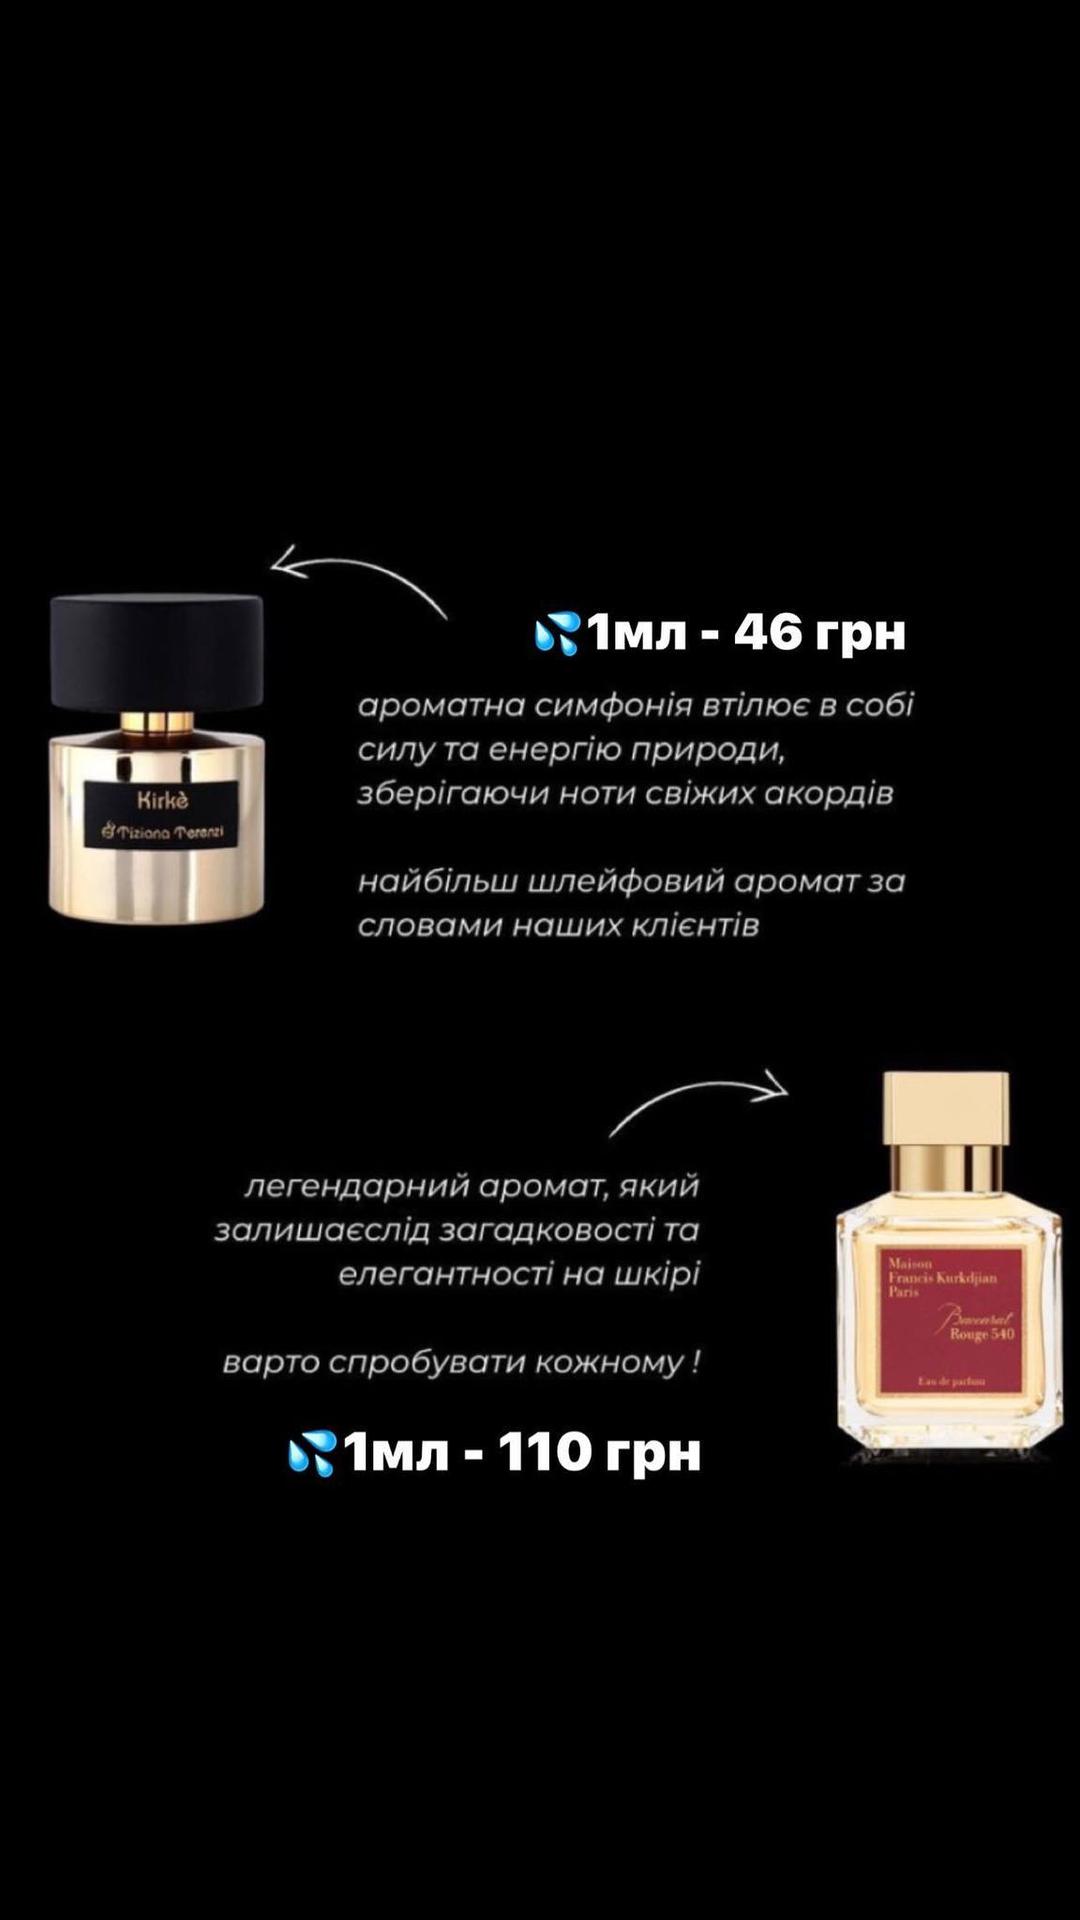 💦1мл - 46 грн
ароматна симфонія втілює в собі
силу та енергію природи,
зберігаючи ноти свіжих акордів
найбільш шлейфовий аромат за
словами наших клієнтів
Kirkè
Tiziana Terenzi
легендарний аромат, який
залишаєслід загадковості та
елегантності на шкірі
варто спробувати кожному !
💦1мл - 110 грн
Maison
Francis Kurkdjian
Paris
Baccarat
Rouge 540
Eau de parfum